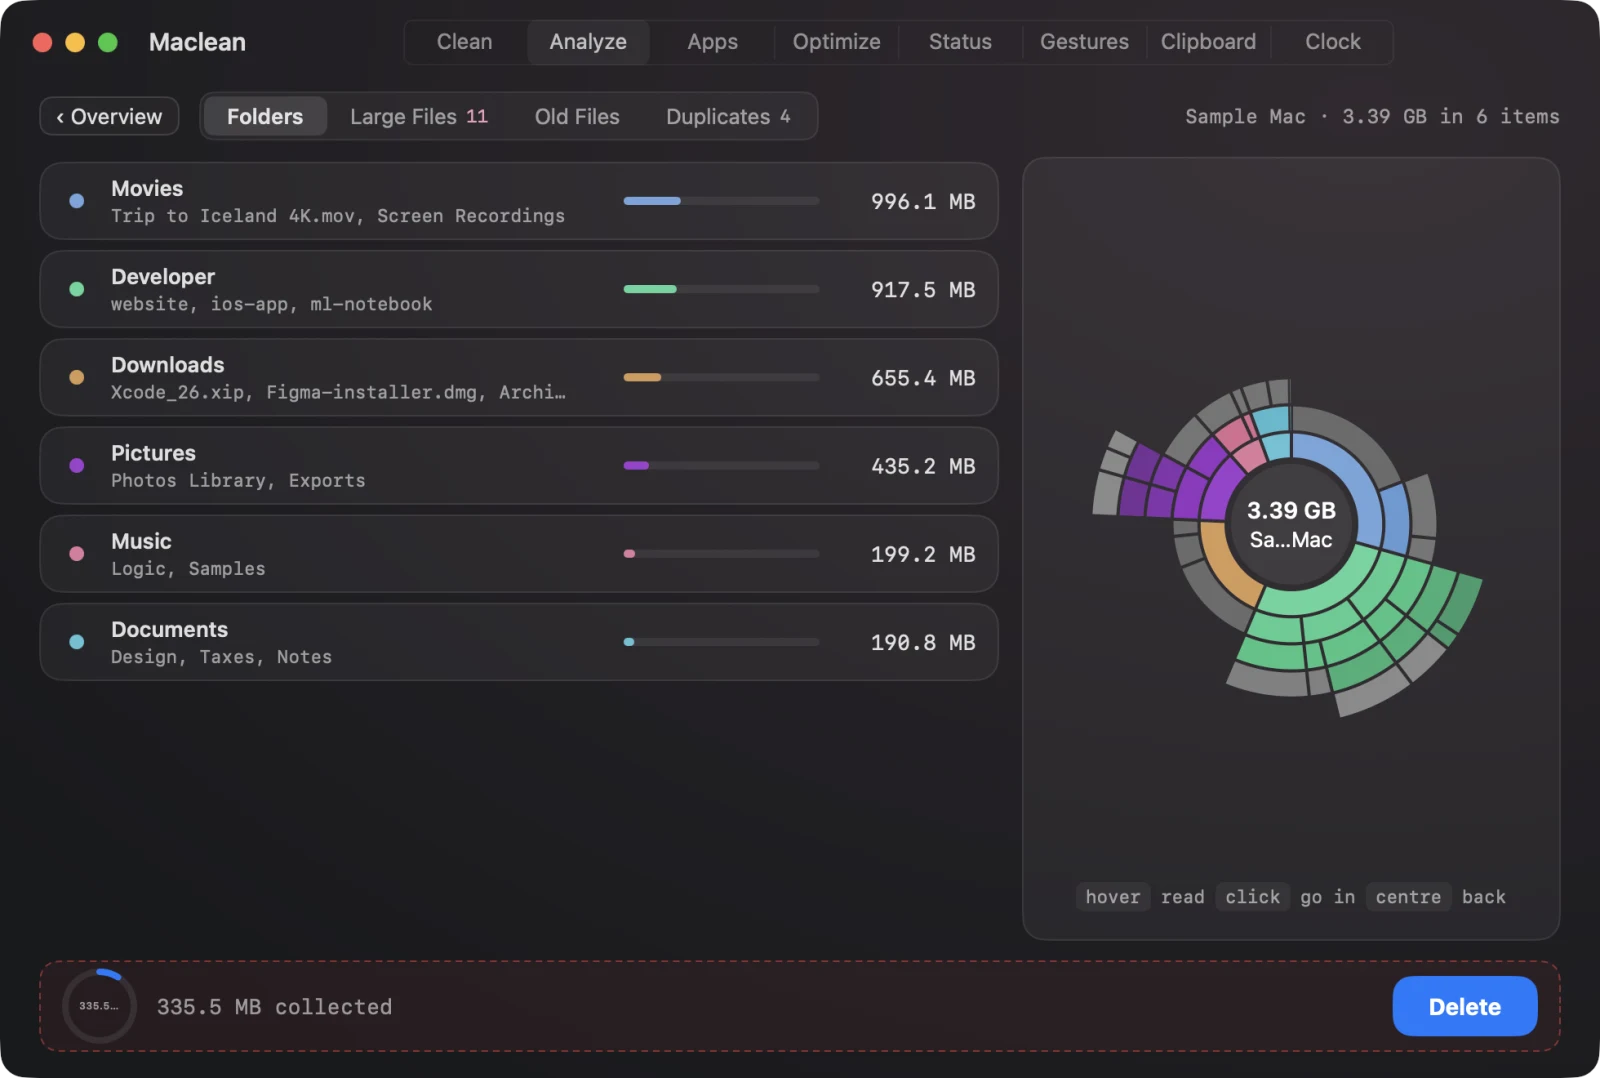 Maclean
Clean Analyze Apps Optimize Status Gestures Clipboard Clock
‹ Overview Folders Large Files 11 Old Files Duplicates 4 Sample Mac · 3.39 GB in 6 items
Movies
Trip to Iceland 4K.mov, Screen Recordings
996.1 MB
Developer
website, ios-app, ml-notebook
917.5 MB
Downloads
Xcode_26.xip, Figma-installer.dmg, Archi…
655.4 MB
Pictures
Photos Library, Exports
435.2 MB
Music
Logic, Samples
199.2 MB
Documents
Design, Taxes, Notes
190.8 MB
3.39 GB
Sa...Mac
hover read click go in centre back
335.5...
335.5 MB collected
Delete